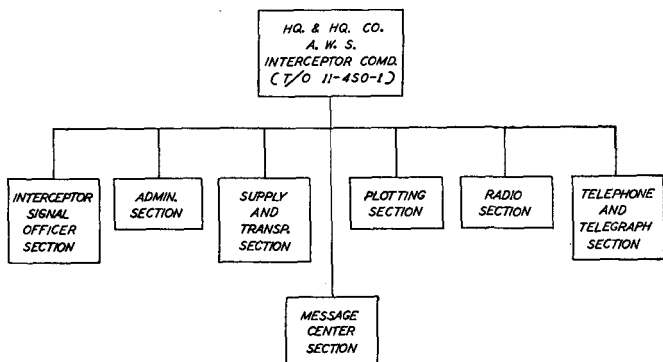 HQ. & HQ. CO.
A. W. S.
INTERCEPTOR COMD.
(T/O 11-450-1)
INTERCEPTOR
SIGNAL
OFFICER
SECTION
ADMIN.
SECTION
SUPPLY
AND
TRANSP.
SECTION
PLOTTING
SECTION
RADIO
SECTION
TELEPHONE
AND
TELEGRAPH
SECTION
MESSAGE
CENTER
SECTION